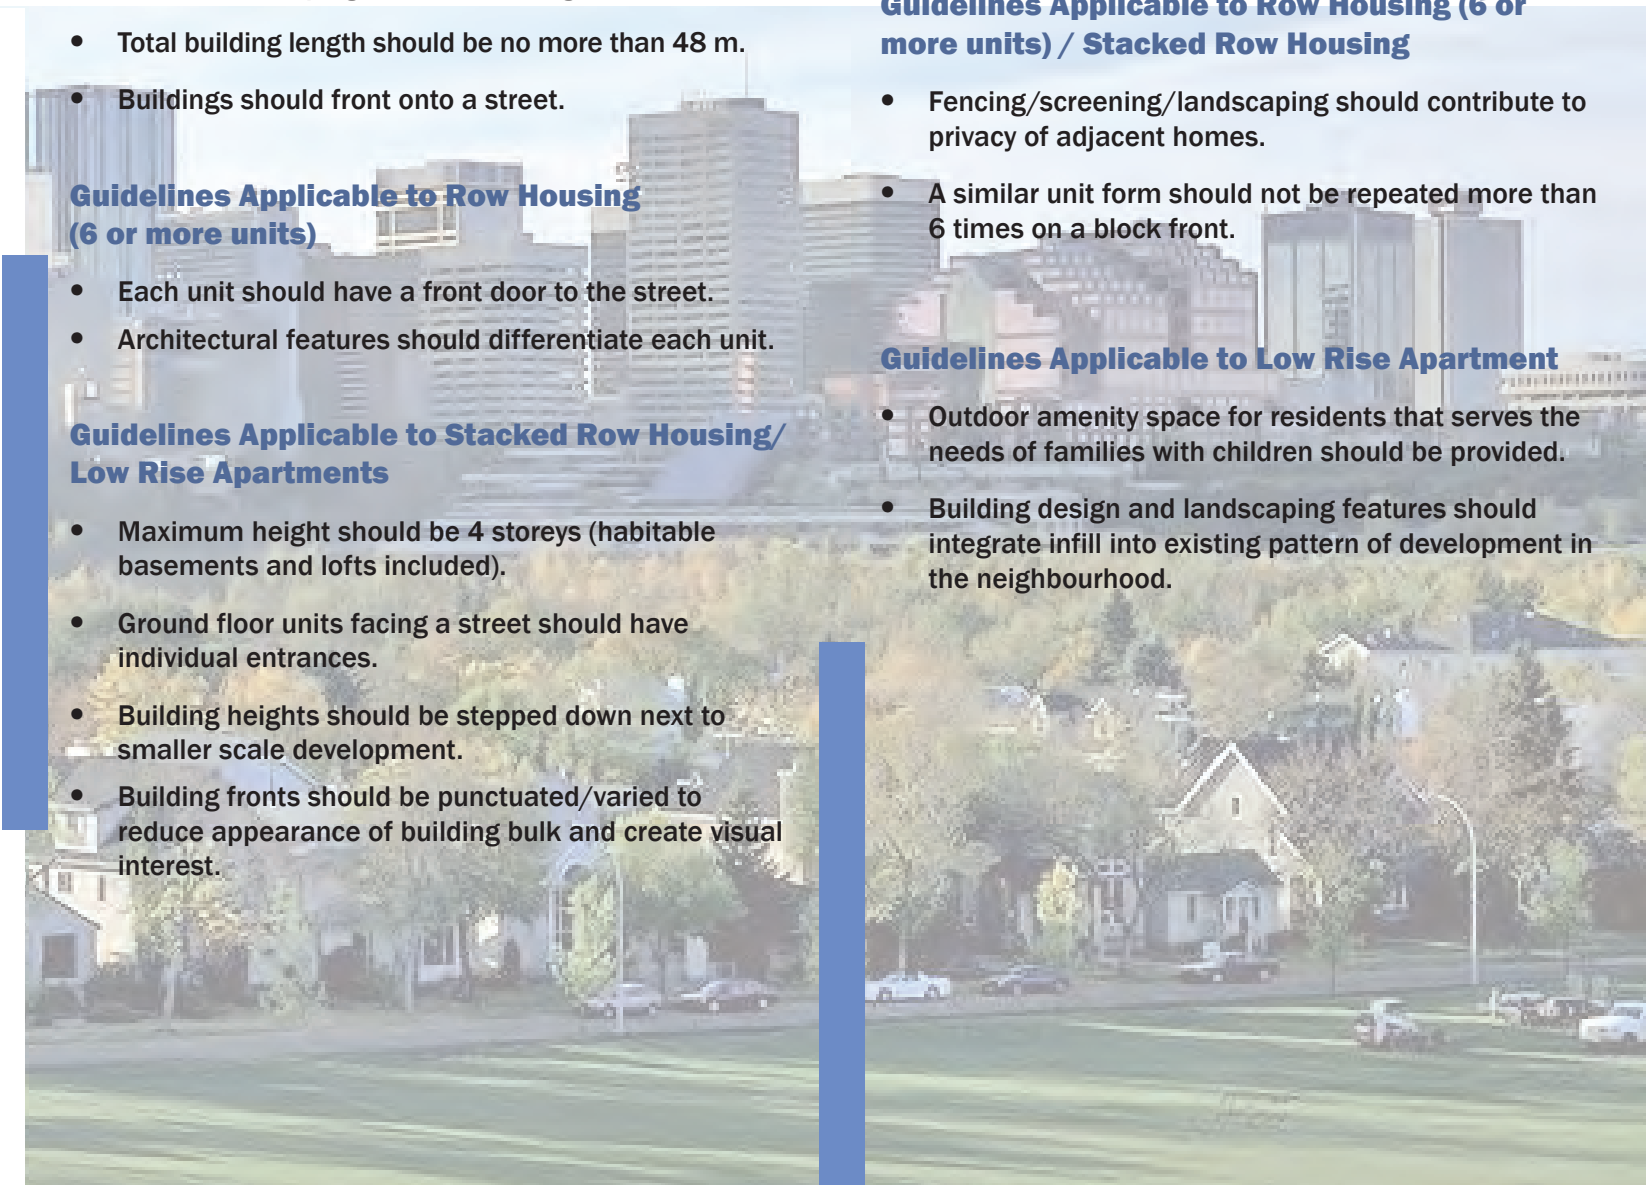 • Total building length should be no more than 48 m.
• Buildings should front onto a street.
Guidelines Applicable to Row Housing
(6 or more units)
• Each unit should have a front door to the street.
• Architectural features should differentiate each unit.
Guidelines Applicable to Stacked Row Housing/
Low Rise Apartments
• Maximum height should be 4 storeys (habitable
basements and lofts included).
• Ground floor units facing a street should have
individual entrances.
• Building heights should be stepped down next to
smaller scale development.
• Building fronts should be punctuated/varied to
reduce appearance of building bulk and create visual
interest.
Guidelines Applicable to Row Housing (6 or
more units) / Stacked Row Housing
• Fencing/screening/landscaping should contribute to
privacy of adjacent homes.
• A similar unit form should not be repeated more than
6 times on a block front.
Guidelines Applicable to Low Rise Apartment
• Outdoor amenity space for residents that serves the
needs of families with children should be provided.
• Building design and landscaping features should
integrate infill into existing pattern of development in
the neighbourhood.